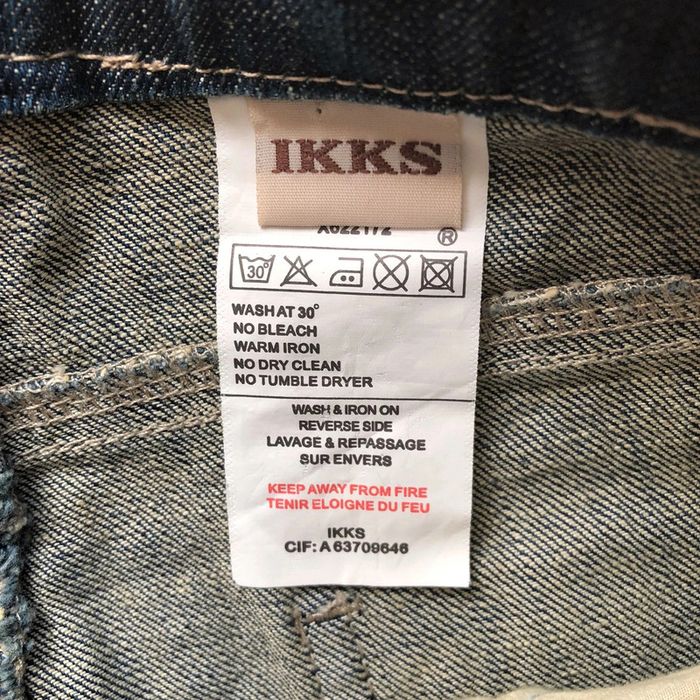 IKKS
®
30°
WASH AT 30°
NO BLEACH
WARM IRON
NO DRY CLEAN
NO TUMBLE DRYER
WASH & IRON ON
REVERSE SIDE
LAVAGE & REPASSAGE
SUR ENVERS
KEEP AWAY FROM FIRE
TENIR ELOIGNE DU FEU
IKKS
CIF: A 63709646